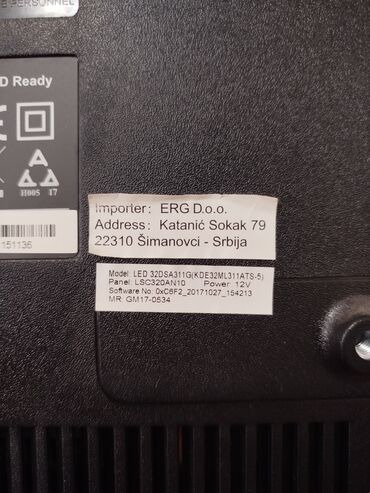 E PERSONNEL
D Ready
H005 17
151136
Importer: ERG D.o.o.
Address: Katanić Sokak 79
22310 Šimanovci - Srbija
Model: LED 32DSA311G(KDE32ML311ATS-5)
Panel: LSC320AN10 Power: 12V
Software No: 0xC6F2_20171027_154213
MR: GM17-0534